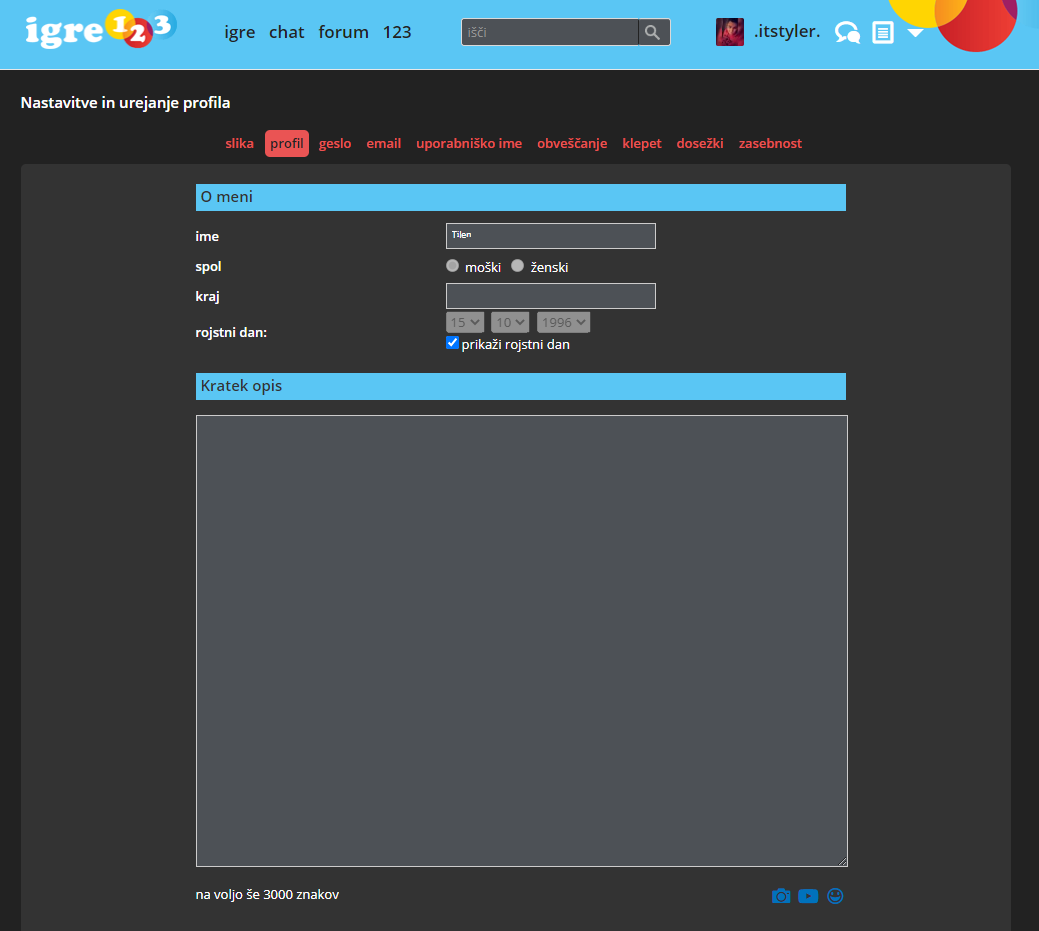 igre123
igre chat forum 123
išči
.itstyler.
Nastavitve in urejanje profila
slika profil geslo email uporabniško ime obveščanje klepet dosežki zasebnost
O meni
ime Tilen
spol moški ženski
kraj
rojstni dan: 15 10 1996
prikaži rojstni dan
Kratek opis
na voljo še 3000 znakov